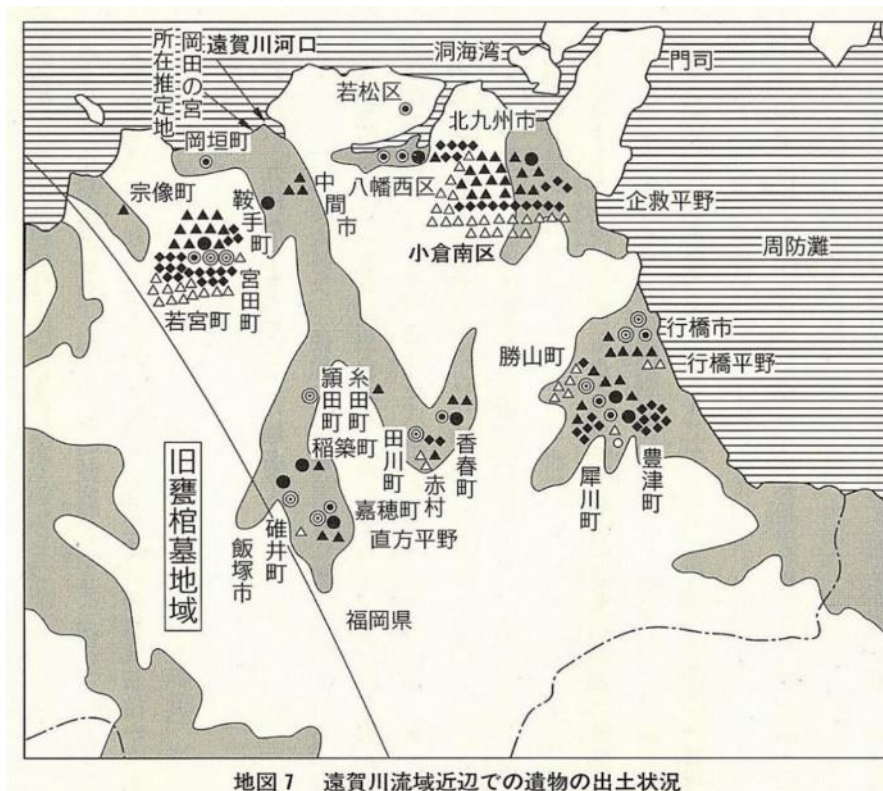 遠賀川河口
岡田の宮
所在推定地
洞海湾
門司
若松区
北九州市
岡垣町
宗像町
鞍手町
中間市
八幡西区
企救平野
小倉南区
周防灘
宮田町
若宮町
行橋市
勝山町
行橋平野
頴田町
糸田町
稲築町
田川町
赤村
香春町
犀川町
豊津町
嘉穂町
直方平野
碓井町
飯塚市
旧甕棺墓地域
福岡県
地図7 遠賀川流域近辺での遺物の出土状況